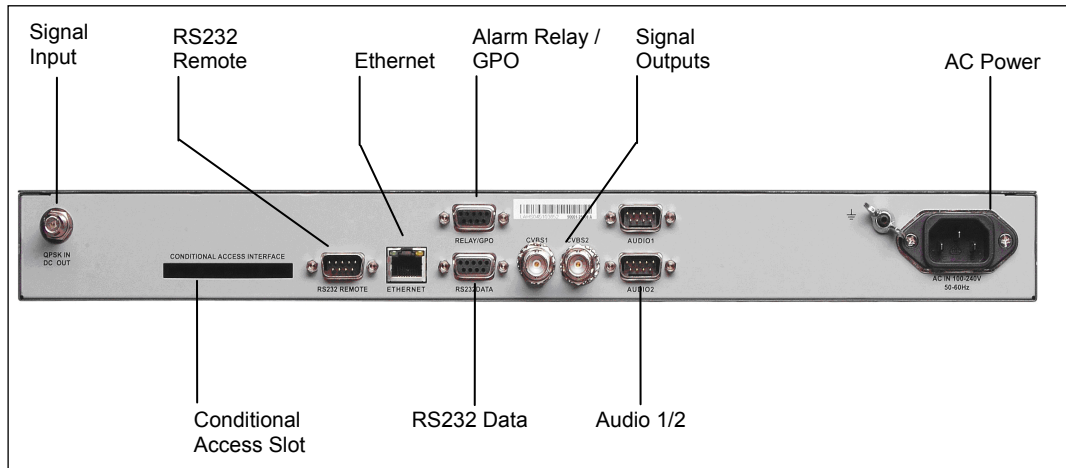 Signal
Input
RS232
Remote
Ethernet
Alarm Relay /
GPO
Signal
Outputs
AC Power
QPSK IN
DC OUT
CONDITIONAL ACCESS INTERFACE
RS232 REMOTE
ETHERNET
RELAY/GPO
RS232DATA
CVBS1
CVBS2
AUDIO1
AUDIO2
AC IN 100-240V
50-60Hz
Conditional
Access Slot
RS232 Data
Audio 1/2